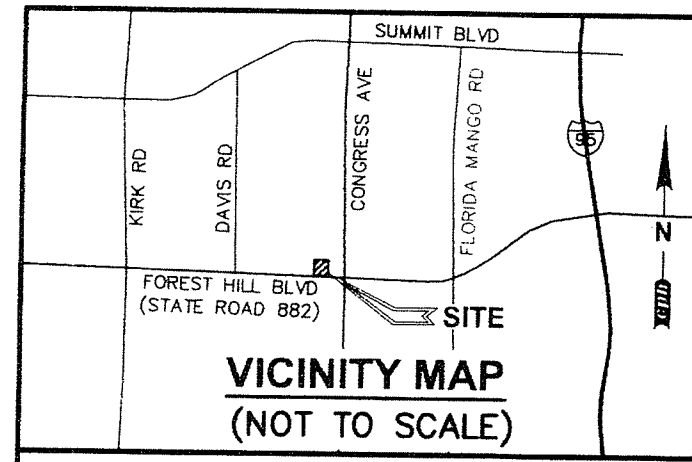 SUMMIT BLVD
KIRK RD
DAVIS RD
CONGRESS AVE
FLORIDA MANGO RD
95
N
FOREST HILL BLVD
(STATE ROAD 882)
SITE
VICINITY MAP
(NOT TO SCALE)